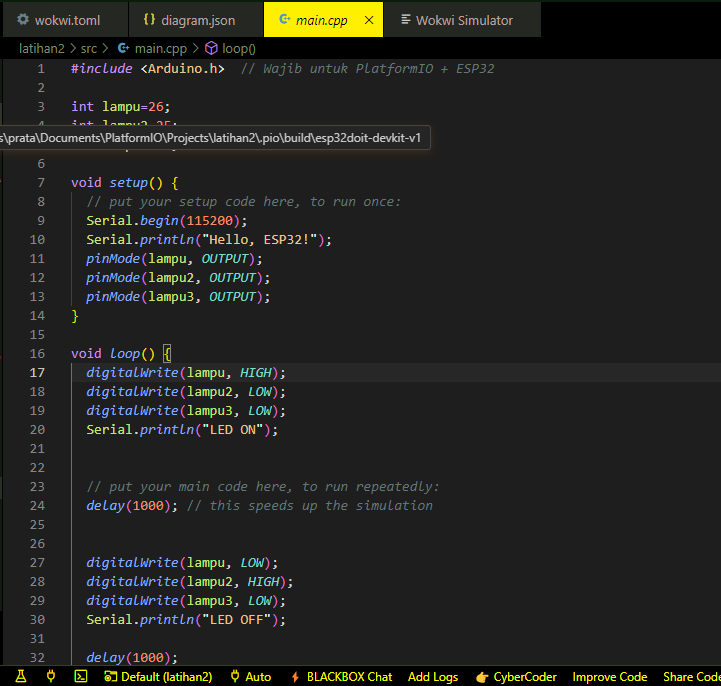 wokwi.toml
{} diagram.json
main.cpp
Wokwi Simulator
latihan2 > src > main.cpp > loop()
1 #include <Arduino.h> // Wajib untuk PlatformIO + ESP32
2
3 int lampu=26;
s\prata\Documents\PlatformIO\Projects\latihan2\.pio\build\esp32doit-devkit-v1
6
7 void setup() {
8 // put your setup code here, to run once:
9 Serial.begin(115200);
10 Serial.println("Hello, ESP32!");
11 pinMode(lampu, OUTPUT);
12 pinMode(lampu2, OUTPUT);
13 pinMode(lampu3, OUTPUT);
14 }
15
16 void loop() {
17 digitalWrite(lampu, HIGH);
18 digitalWrite(lampu2, LOW);
19 digitalWrite(lampu3, LOW);
20 Serial.println("LED ON");
21
22
23 // put your main code here, to run repeatedly:
24 delay(1000); // this speeds up the simulation
25
26
27 digitalWrite(lampu, LOW);
28 digitalWrite(lampu2, HIGH);
29 digitalWrite(lampu3, LOW);
30 Serial.println("LED OFF");
31
32 delay(1000);
Default (latihan2) Auto BLACKBOX Chat Add Logs CyberCoder Improve Code Share Code